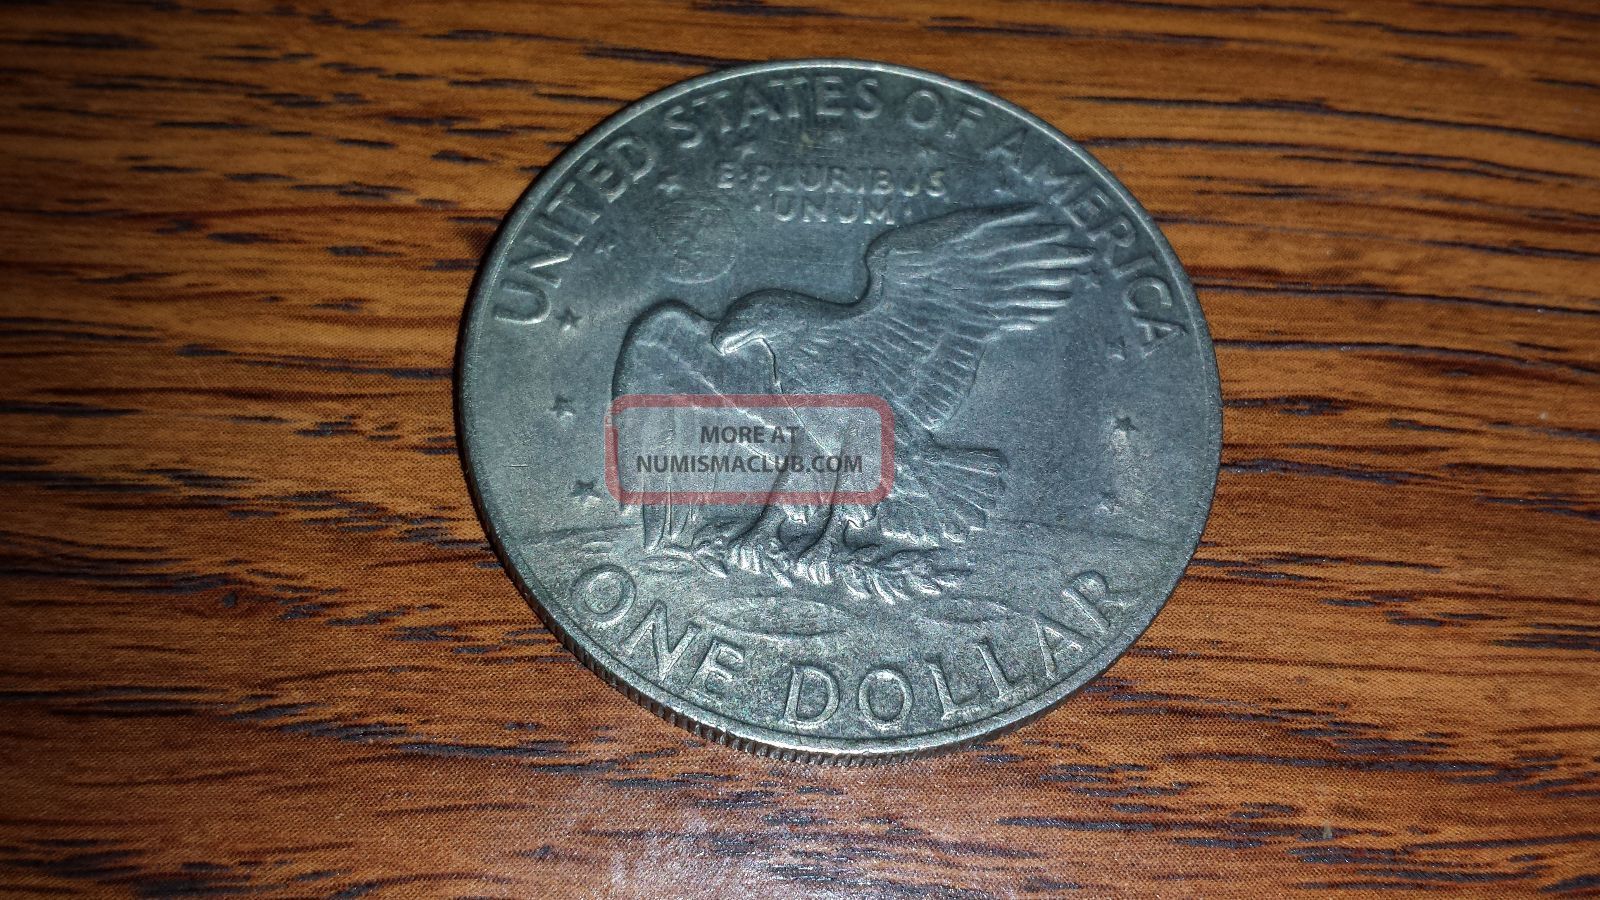 UNITED STATES OF AMERICA
E·PLURIBUS
·UNUM·
MORE AT
NUMISMACLUB.COM
ONE DOLLAR